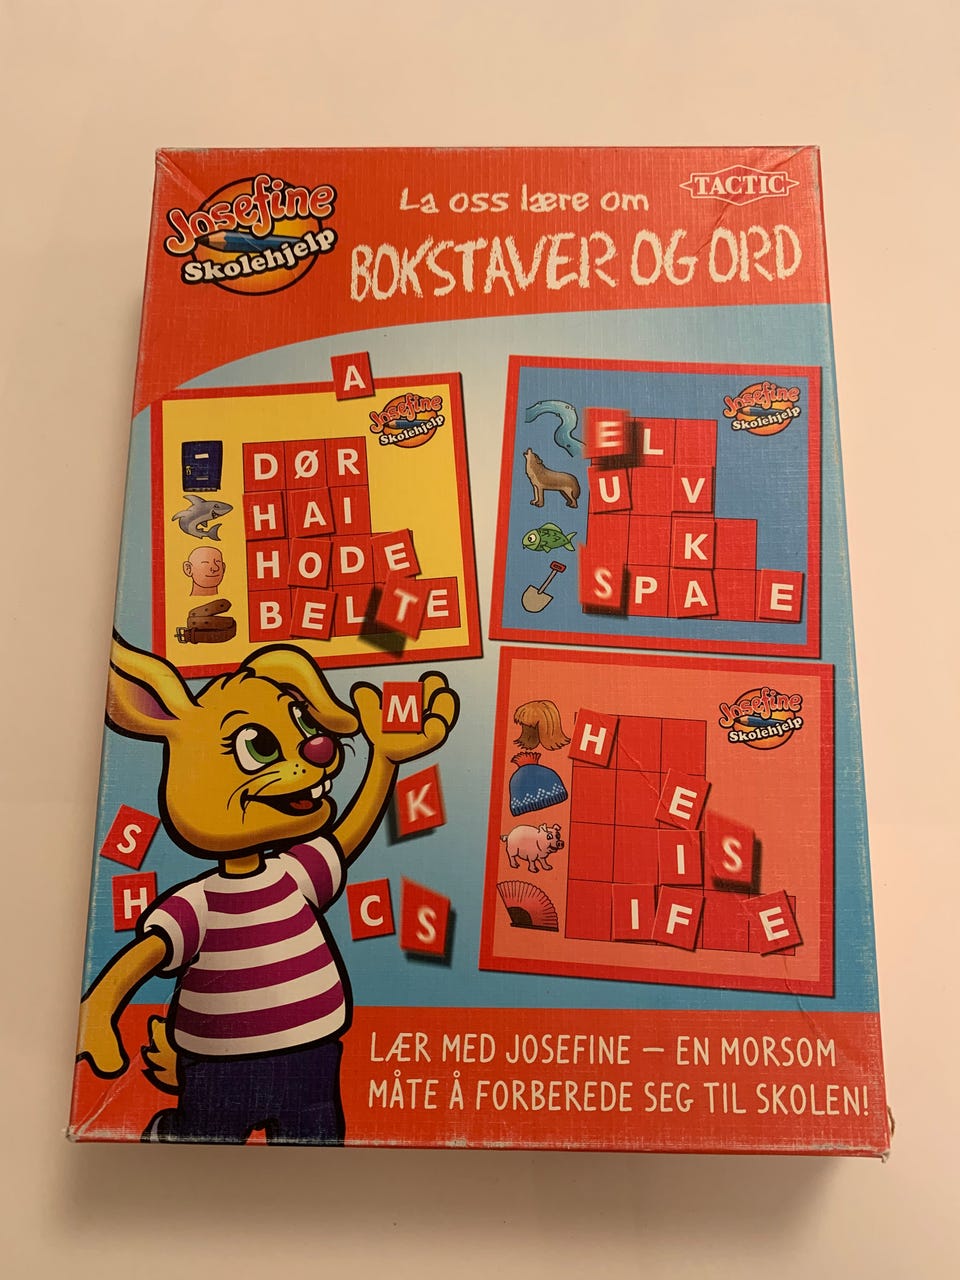 Josefine
Skolehjelp
TACTIC
La oss lære om
BOKSTAVER OG ORD
A
Josefine
Skolehjelp
DØR
HAI
HODE
BELTE
Josefine
Skolehjelp
EL
U V
K
SPA E
Josefine
Skolehjelp
H
E
I S
IF E
M
K
S
H
C S
LÆR MED JOSEFINE – EN MORSOM
MÅTE Å FORBEREDE SEG TIL SKOLEN!